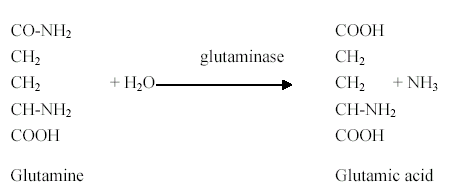 CO-NH₂ COOH
CH₂ glutaminase CH₂
CH₂ + H₂O CH₂ + NH₃
CH-NH₂ CH-NH₂
COOH COOH
Glutamine Glutamic acid